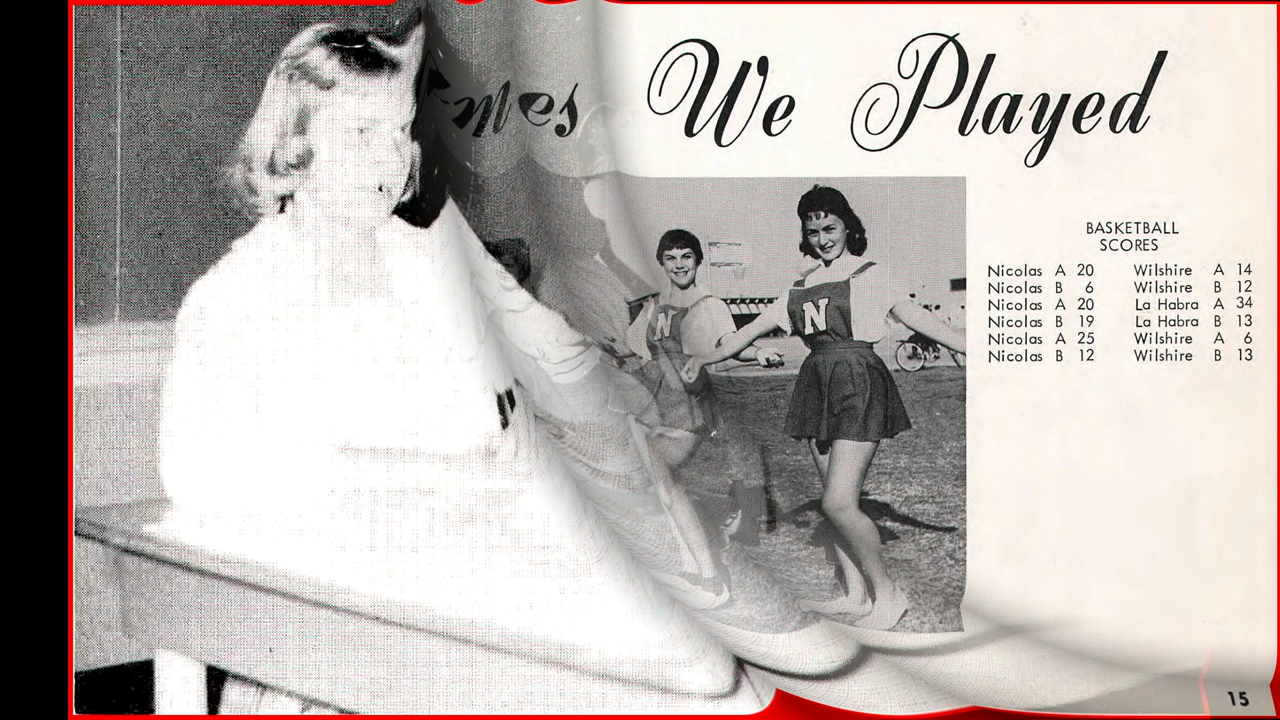 mes We Played
N
N
BASKETBALL
SCORES
Nicolas A 20 Wilshire A 14
Nicolas B 6 Wilshire B 12
Nicolas A 20 La Habra A 34
Nicolas B 19 La Habra B 13
Nicolas A 25 Wilshire A 6
Nicolas B 12 Wilshire B 13
15